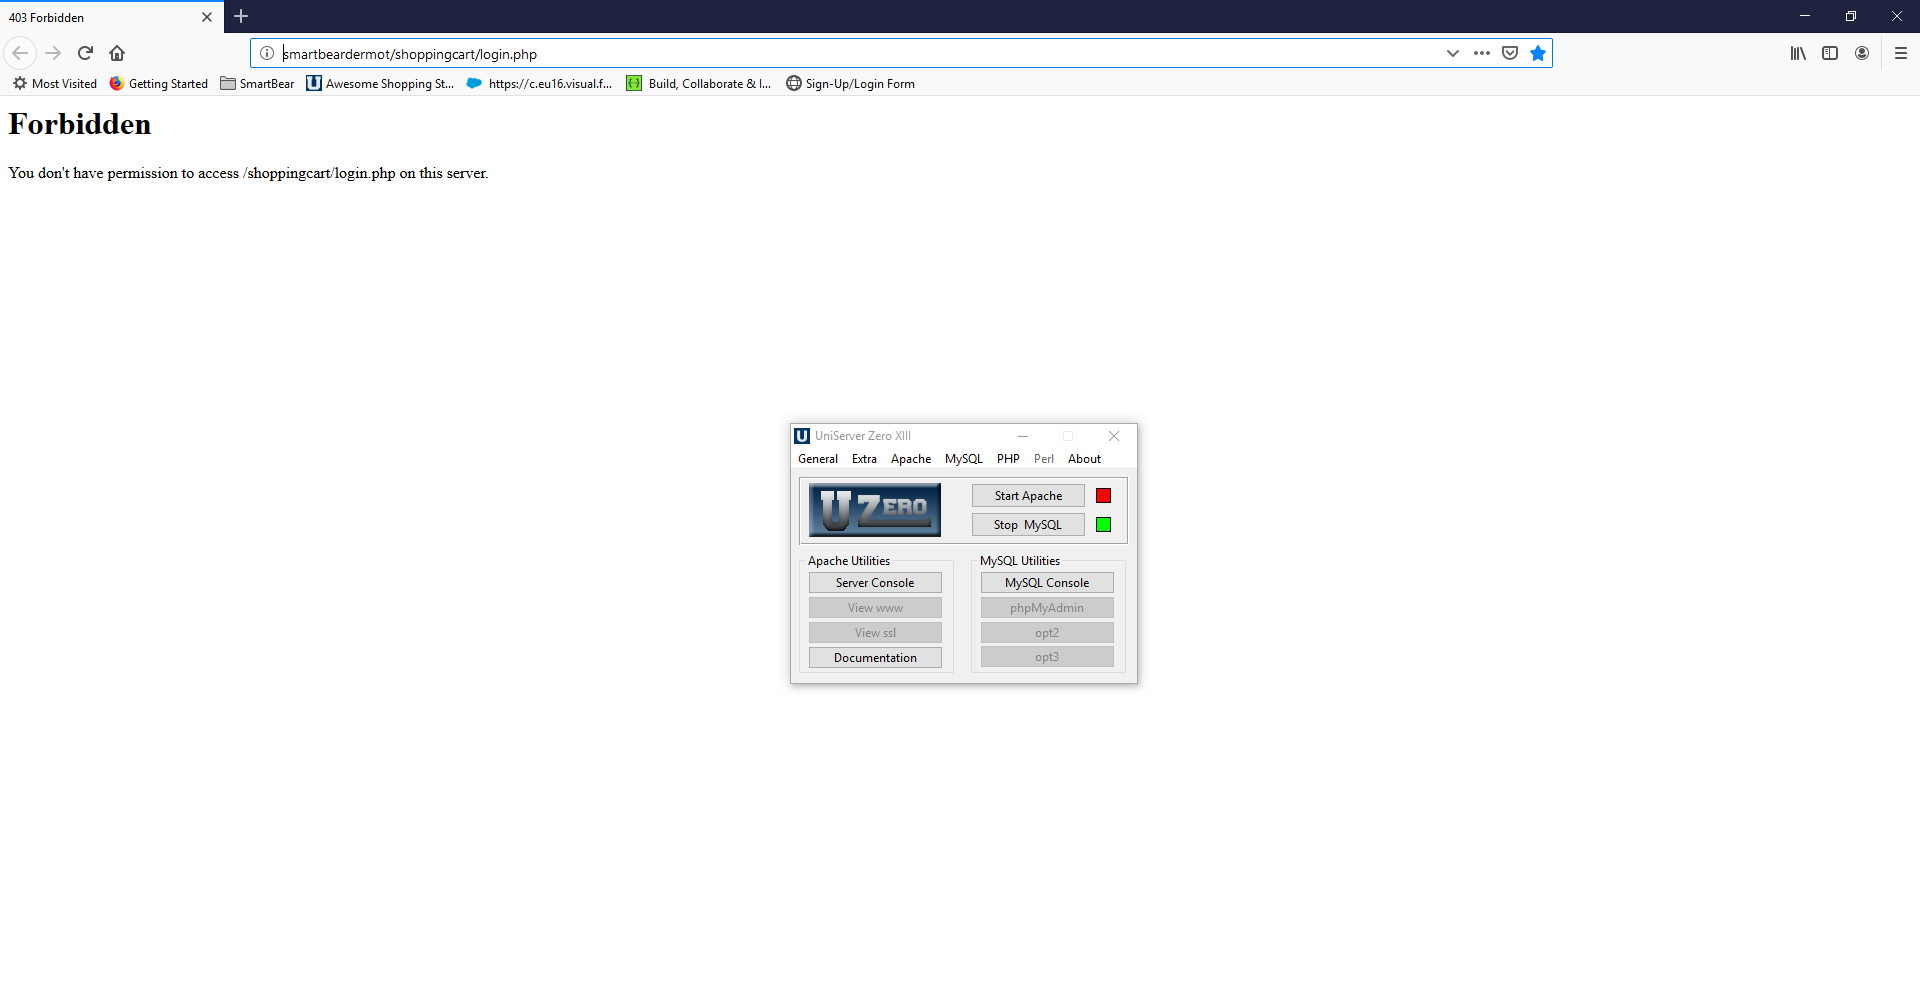 403 Forbidden
smartbeardermot/shoppingcart/login.php
Most Visited Getting Started SmartBear Awesome Shopping St... https://c.eu16.visual.f... Build, Collaborate & I... Sign-Up/Login Form
Forbidden
You don't have permission to access /shoppingcart/login.php on this server.
UniServer Zero XIII
General Extra Apache MySQL PHP Perl About
U ZERO
Start Apache
Stop MySQL
Apache Utilities
Server Console
View www
View ssl
Documentation
MySQL Utilities
MySQL Console
phpMyAdmin
opt2
opt3